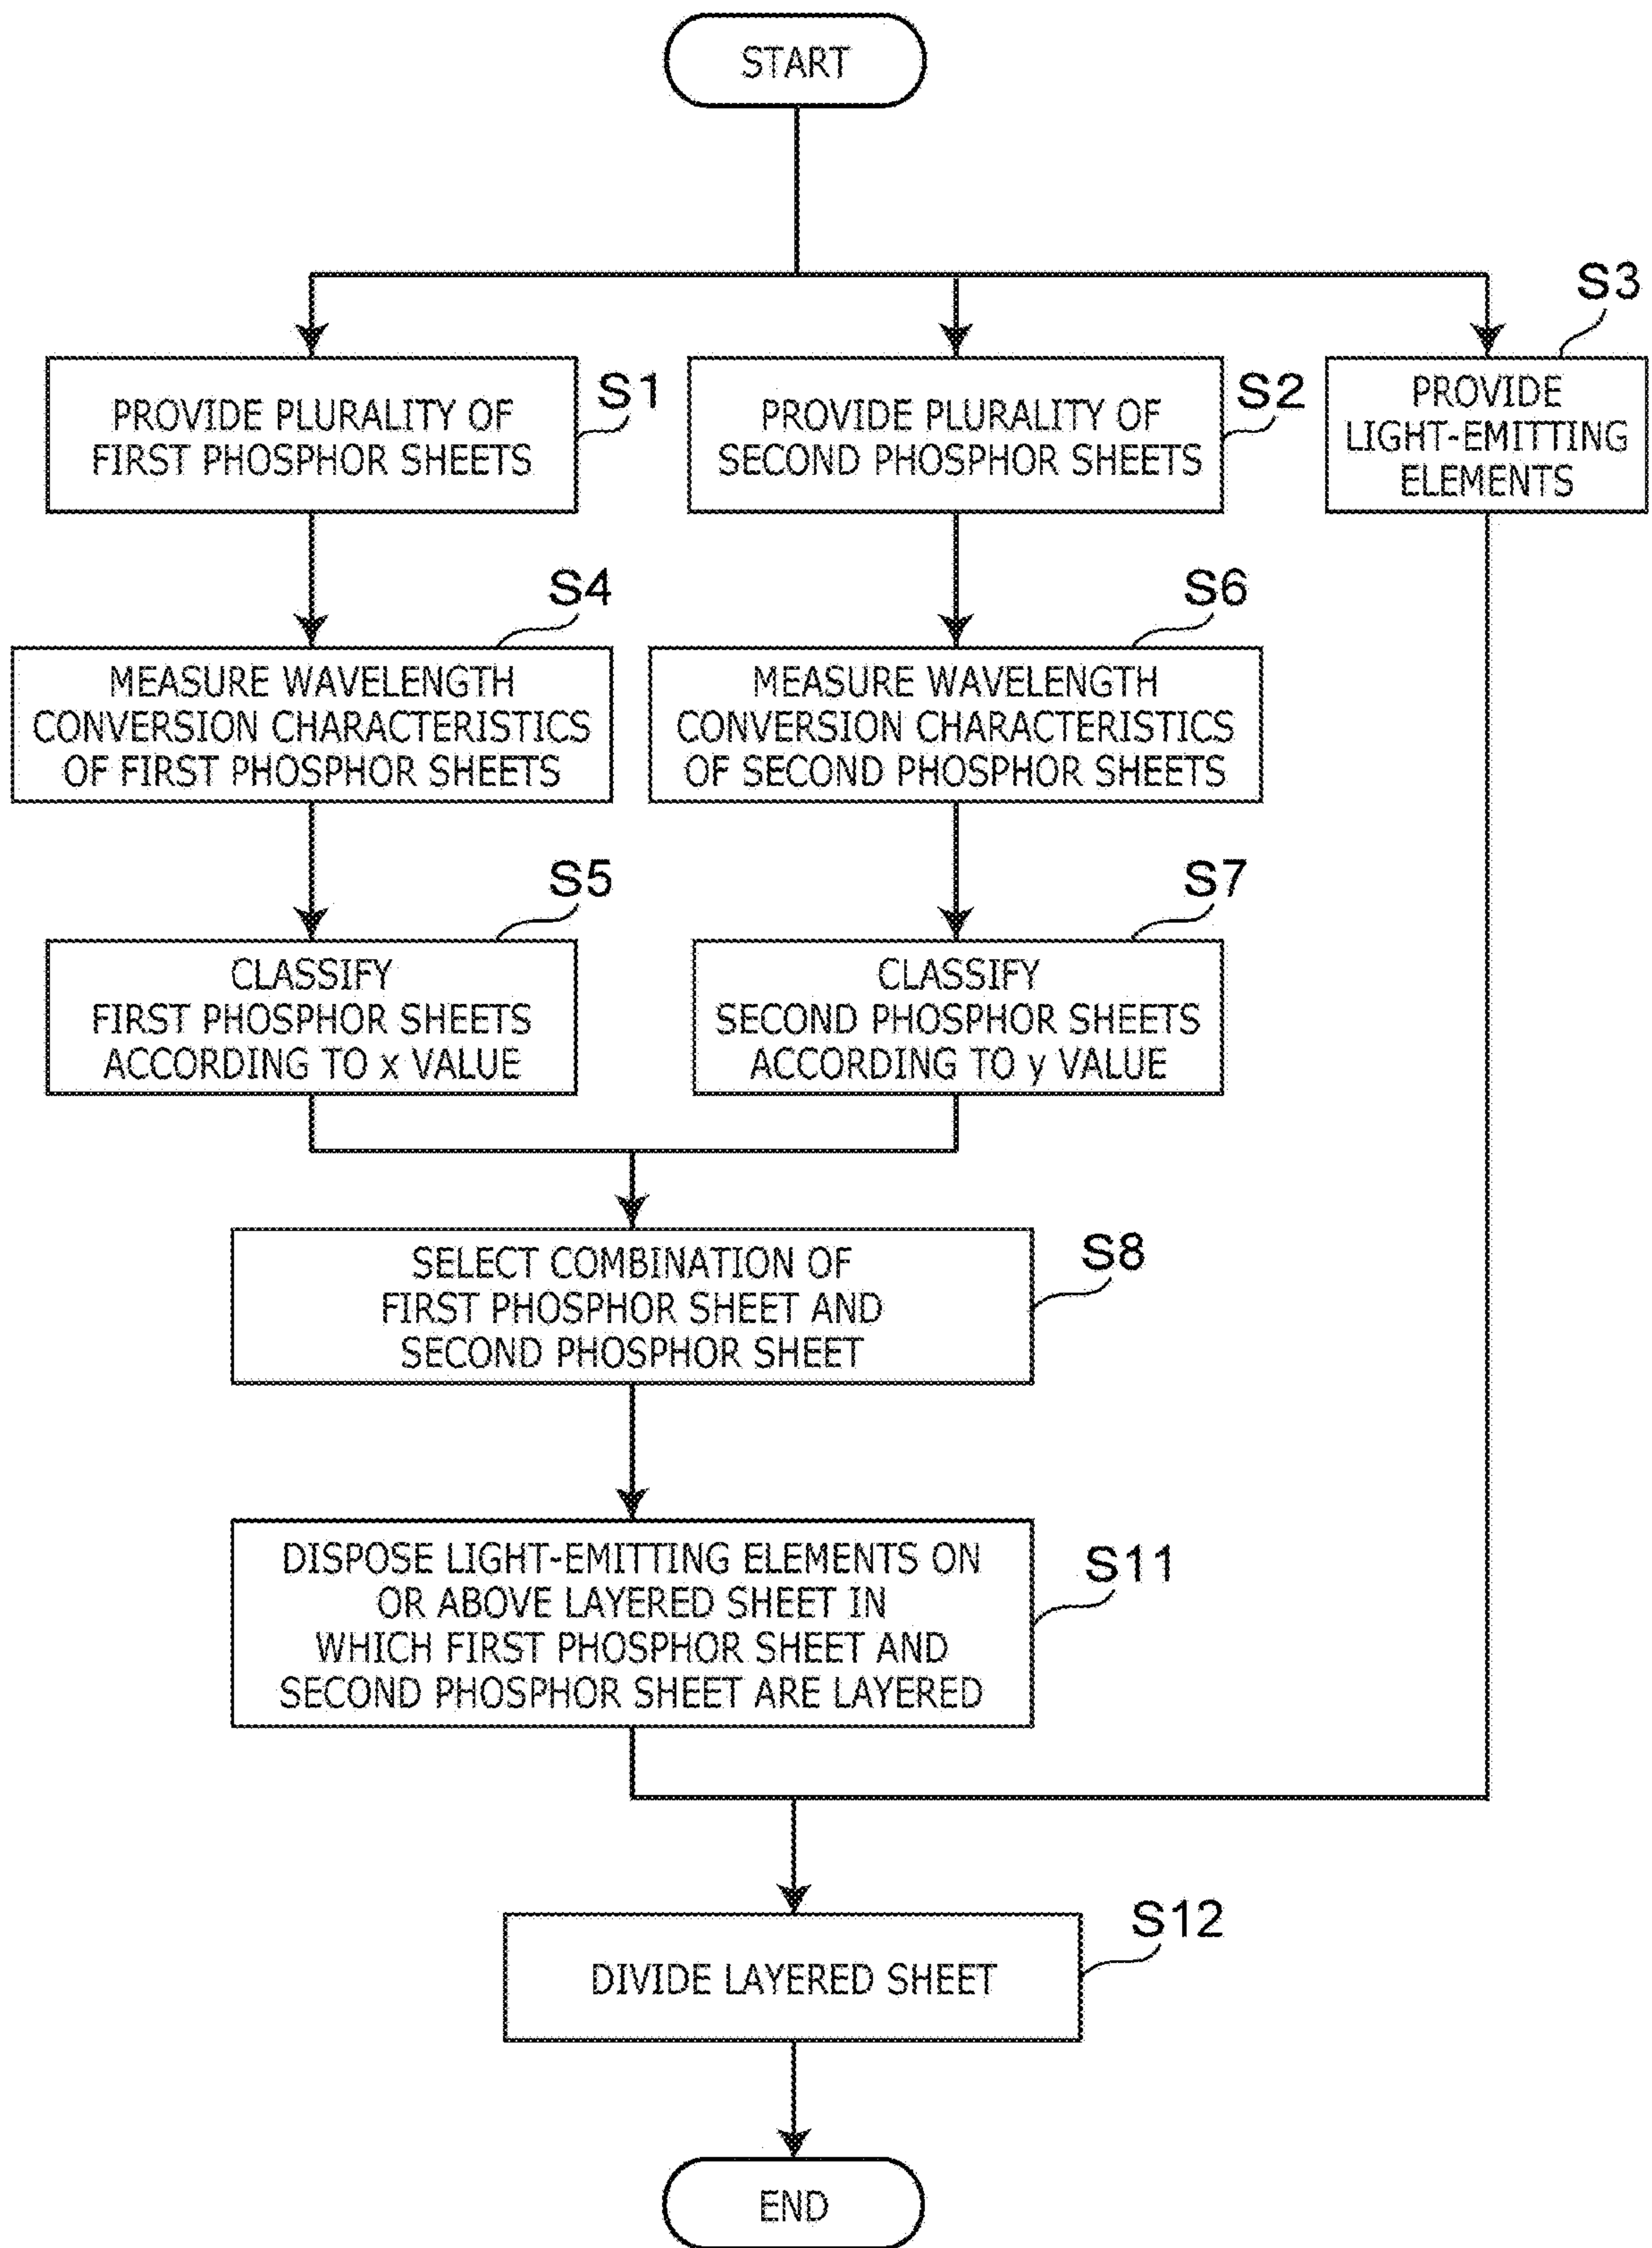 START
S3
PROVIDE PLURALITY OF
FIRST PHOSPHOR SHEETS
S1
PROVIDE PLURALITY OF
SECOND PHOSPHOR SHEETS
S2
PROVIDE
LIGHT-EMITTING
ELEMENTS
S4
MEASURE WAVELENGTH
CONVERSION CHARACTERISTICS
OF FIRST PHOSPHOR SHEETS
S6
MEASURE WAVELENGTH
CONVERSION CHARACTERISTICS
OF SECOND PHOSPHOR SHEETS
S5
CLASSIFY
FIRST PHOSPHOR SHEETS
ACCORDING TO x VALUE
S7
CLASSIFY
SECOND PHOSPHOR SHEETS
ACCORDING TO y VALUE
S8
SELECT COMBINATION OF
FIRST PHOSPHOR SHEET AND
SECOND PHOSPHOR SHEET
S11
DISPOSE LIGHT-EMITTING ELEMENTS ON
OR ABOVE LAYERED SHEET IN
WHICH FIRST PHOSPHOR SHEET AND
SECOND PHOSPHOR SHEET ARE LAYERED
S12
DIVIDE LAYERED SHEET
END